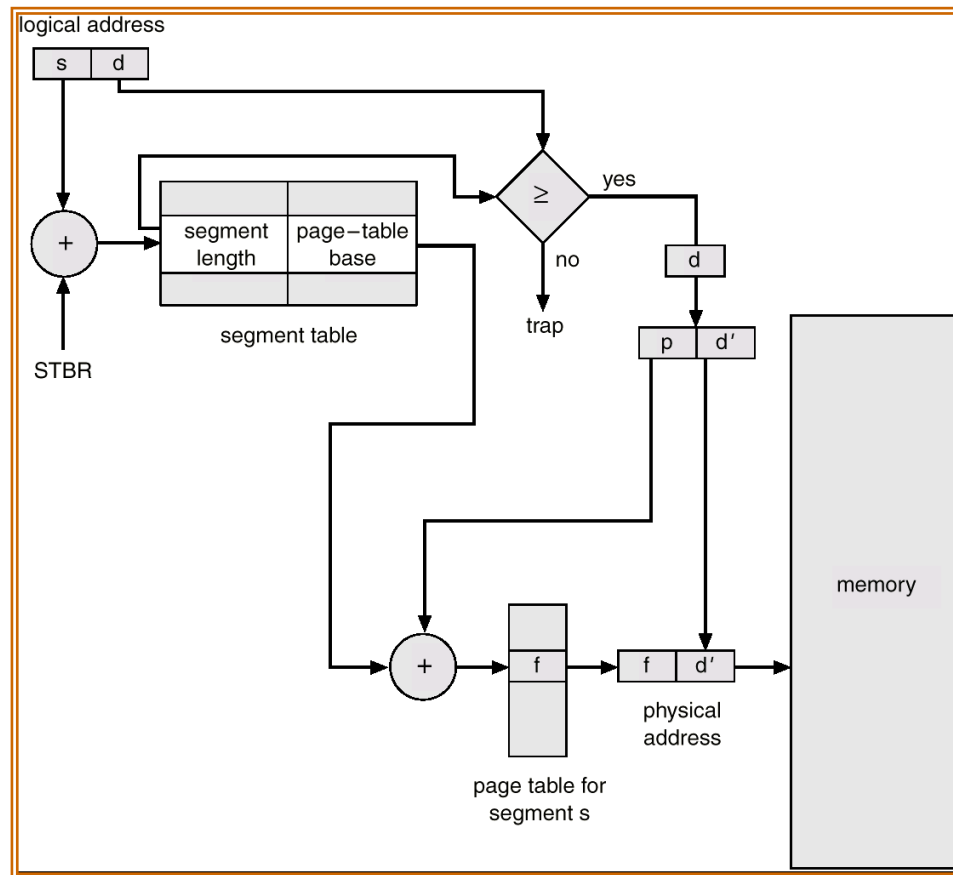 logical address
s d
≥
yes
+
segment length
page–table base
no
d
segment table
trap
STBR
p d′
memory
+
f
f d′
physical address
page table for segment s